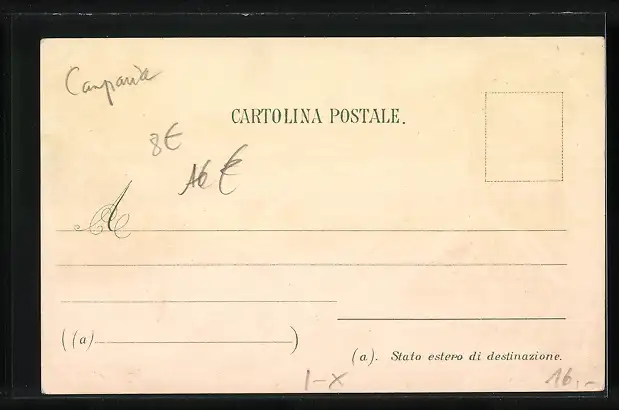 Campania
CARTOLINA POSTALE.
8€
16 €
A
((a) )
(a). Stato estero di destinazione.
I-X
16,-